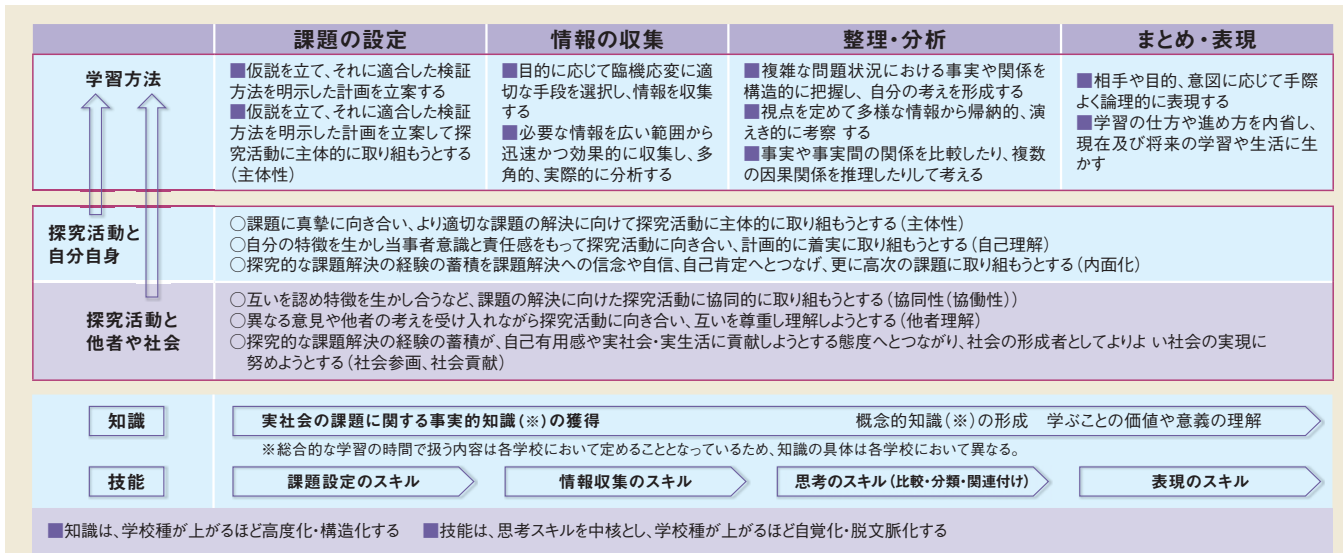 課題の設定
情報の収集
整理・分析
まとめ・表現
学習方法
■仮説を立て、それに適合した検証
方法を明示した計画を立案する
■仮説を立て、それに適合した検証
方法を明示した計画を立案して探
究活動に主体的に取り組もうとする
(主体性)
■目的に応じて臨機応変に適
切な手段を選択し、情報を収集
する
■必要な情報を広い範囲から
迅速かつ効果的に収集し、多
角的、実際的に分析する
■複雑な問題状況における事実や関係を
構造的に把握し、自分の考えを形成する
■視点を定めて多様な情報から帰納的、演
えき的に考察 する
■事実や事実間の関係を比較したり、複数
の因果関係を推理したりして考える
■相手や目的、意図に応じて手際
よく論理的に表現する
■学習の仕方や進め方を内省し、
現在及び将来の学習や生活に生
かす
探究活動と
自分自身
○課題に真摯に向き合い、より適切な課題の解決に向けて探究活動に主体的に取り組もうとする(主体性)
○自分の特徴を生かし当事者意識と責任感をもって探究活動に向き合い、計画的に着実に取り組もうとする(自己理解)
○探究的な課題解決の経験の蓄積を課題解決への信念や自信、自己肯定へとつなげ、更に高次の課題に取り組もうとする(内面化)
探究活動と
他者や社会
○互いを認め特徴を生かし合うなど、課題の解決に向けた探究活動に協同的に取り組もうとする(協同性(協働性))
○異なる意見や他者の考えを受け入れながら探究活動に向き合い、互いを尊重し理解しようとする(他者理解)
○探究的な課題解決の経験の蓄積が、自己有用感や実社会・実生活に貢献しようとする態度へとつながり、社会の形成者としてよりよ い社会の実現に
努めようとする(社会参画、社会貢献)
知識
実社会の課題に関する事実的知識(※)の獲得
概念的知識(※)の形成 学ぶことの価値や意義の理解
※総合的な学習の時間で扱う内容は各学校において定めることとなっているため、知識の具体は各学校において異なる。
技能
課題設定のスキル
情報収集のスキル
思考のスキル(比較・分類・関連付け)
表現のスキル
■知識は、学校種が上がるほど高度化・構造化する ■技能は、思考スキルを中核とし、学校種が上がるほど自覚化・脱文脈化する